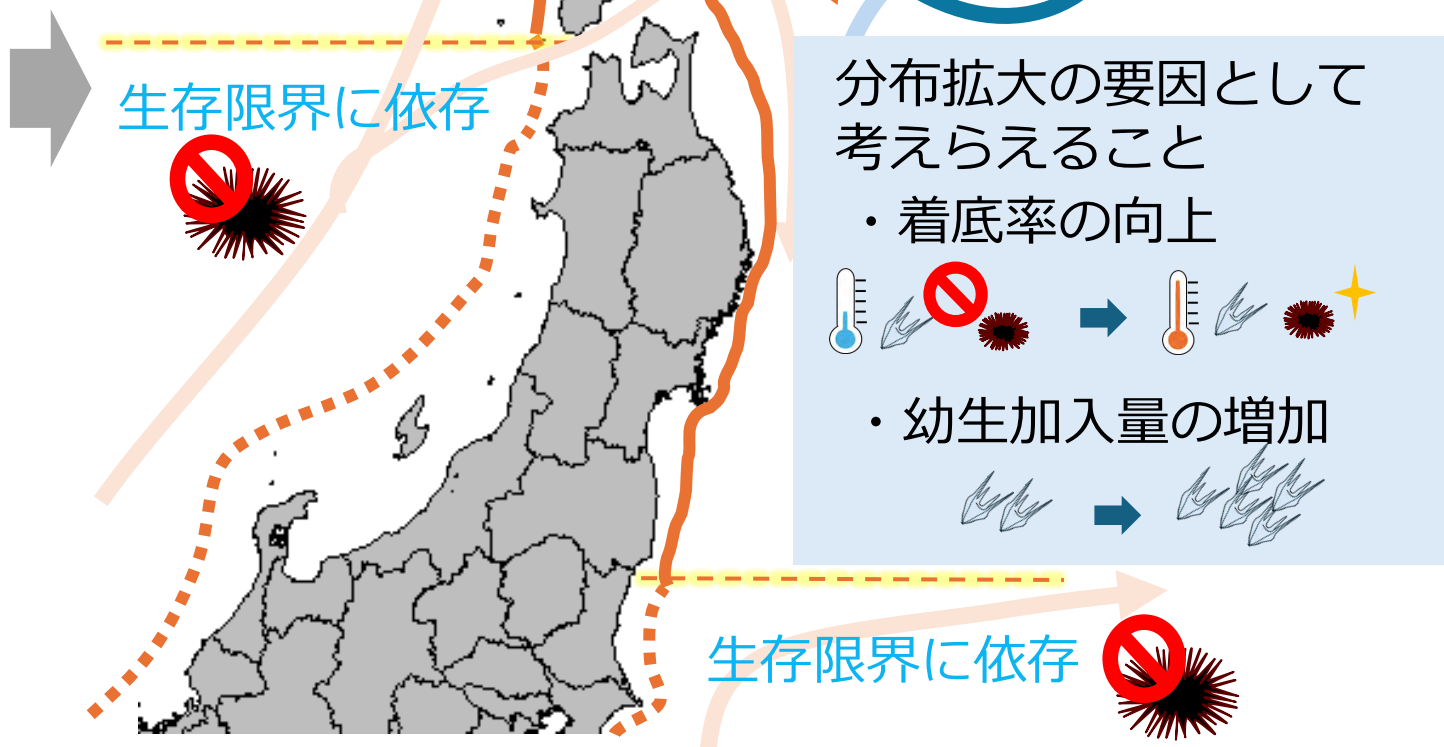 生存限界に依存
分布拡大の要因として
考えらえること
・着底率の向上
・幼生加入量の増加
生存限界に依存